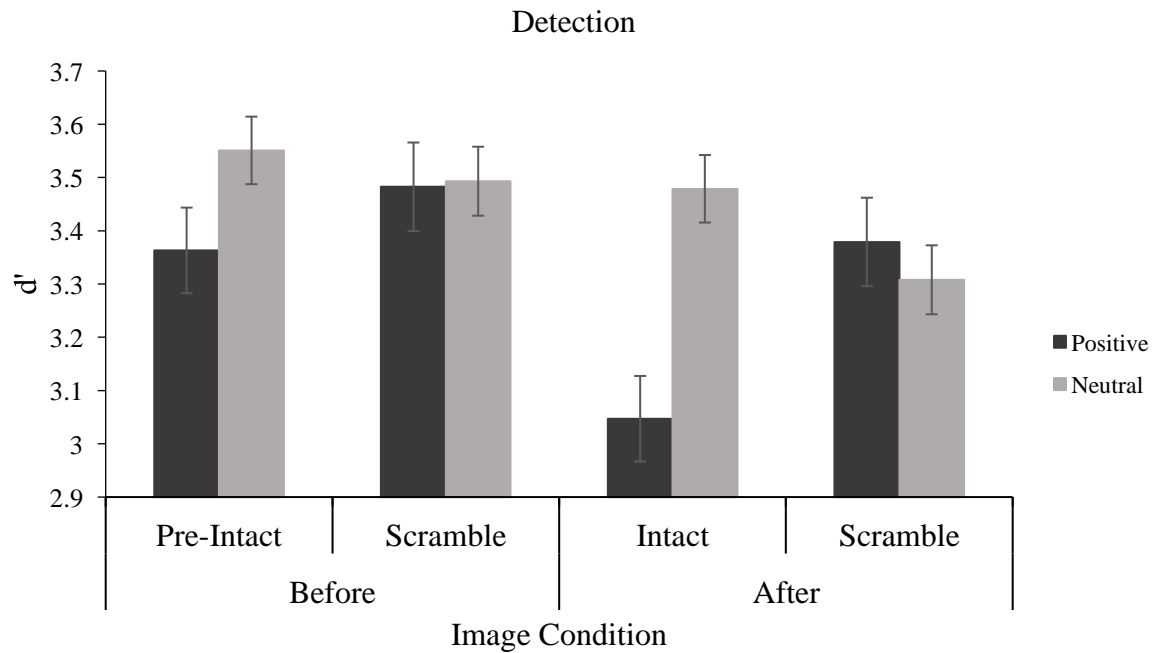 Detection
3.7
3.6
3.5
3.4
3.3
3.2
3.1
3
2.9
d'
Positive
Neutral
Pre-Intact Scramble Intact Scramble
Before After
Image Condition